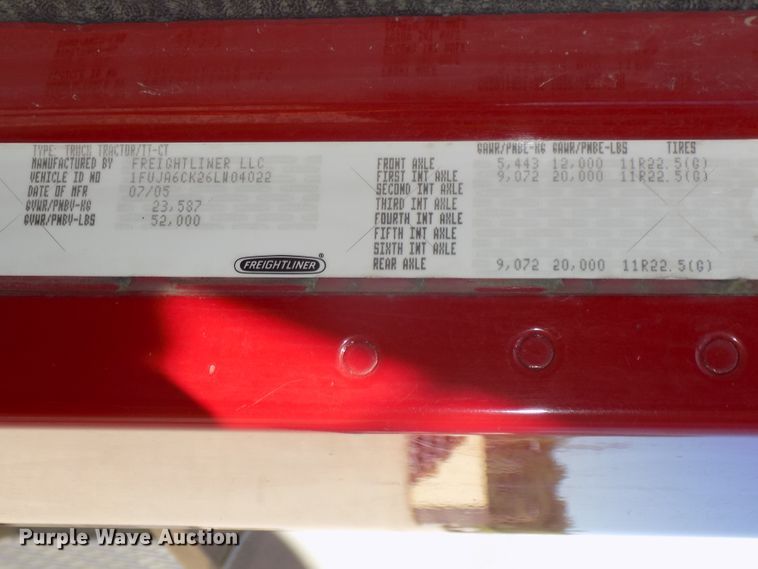 TYPE: TRUCK TRACTOR/TT-CT
MANUFACTURED BY FREIGHTLINER LLC
VEHICLE ID NO 1FUJA6CK26LW04022
DATE OF MFR 07/05
GVWR/PNBV-KG 23,587
GVWR/PNBV-LBS 52,000
FREIGHTLINER®
GAWR/PNBE-KG GAWR/PNBE-LBS TIRES
FRONT AXLE 5,443 12,000 11R22.5(G)
FIRST INT AXLE 9,072 20,000 11R22.5(G)
SECOND INT AXLE
THIRD INT AXLE
FOURTH INT AXLE
FIFTH INT AXLE
SIXTH INT AXLE
REAR AXLE 9,072 20,000 11R22.5(G)
Purple Wave Auction